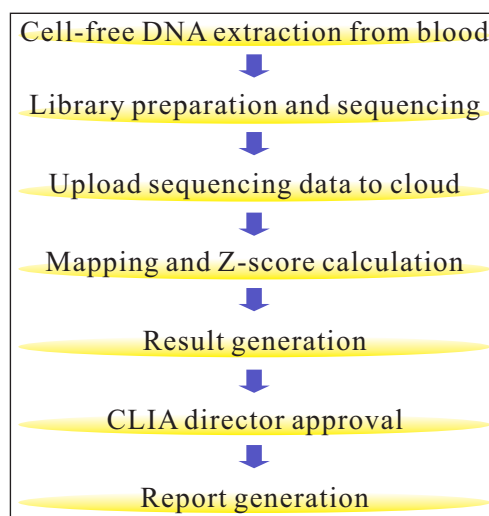 Cell-free DNA extraction from blood
Library preparation and sequencing
Upload sequencing data to cloud
Mapping and Z-score calculation
Result generation
CLIA director approval
Report generation